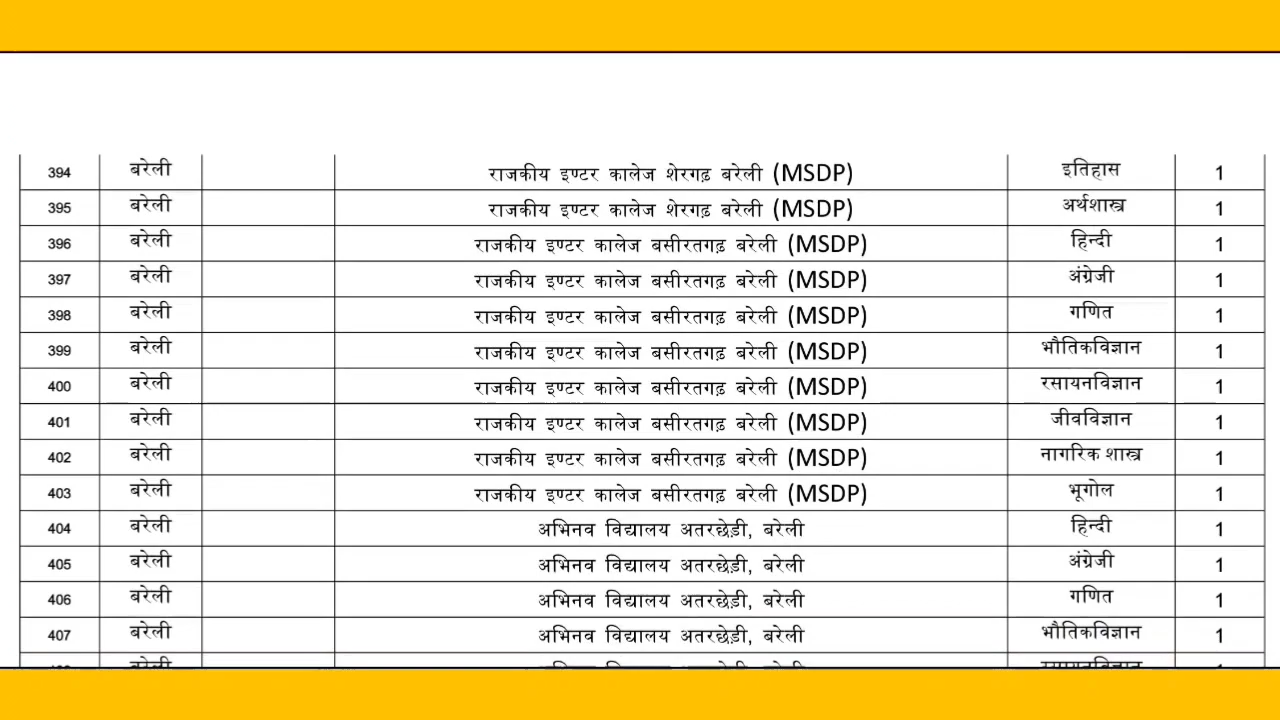 394 बरेली राजकीय इण्टर कालेज शेरगढ़ बरेली (MSDP) इतिहास 1
395 बरेली राजकीय इण्टर कालेज शेरगढ़ बरेली (MSDP) अर्थशास्त्र 1
396 बरेली राजकीय इण्टर कालेज बसीरतगढ़ बरेली (MSDP) हिन्दी 1
397 बरेली राजकीय इण्टर कालेज बसीरतगढ़ बरेली (MSDP) अंग्रेजी 1
398 बरेली राजकीय इण्टर कालेज बसीरतगढ़ बरेली (MSDP) गणित 1
399 बरेली राजकीय इण्टर कालेज बसीरतगढ़ बरेली (MSDP) भौतिकविज्ञान 1
400 बरेली राजकीय इण्टर कालेज बसीरतगढ़ बरेली (MSDP) रसायनविज्ञान 1
401 बरेली राजकीय इण्टर कालेज बसीरतगढ़ बरेली (MSDP) जीवविज्ञान 1
402 बरेली राजकीय इण्टर कालेज बसीरतगढ़ बरेली (MSDP) नागरिक शास्त्र 1
403 बरेली राजकीय इण्टर कालेज बसीरतगढ़ बरेली (MSDP) भूगोल 1
404 बरेली अभिनव विद्यालय अतरछेड़ी, बरेली हिन्दी 1
405 बरेली अभिनव विद्यालय अतरछेड़ी, बरेली अंग्रेजी 1
406 बरेली अभिनव विद्यालय अतरछेड़ी, बरेली गणित 1
407 बरेली अभिनव विद्यालय अतरछेड़ी, बरेली भौतिकविज्ञान 1